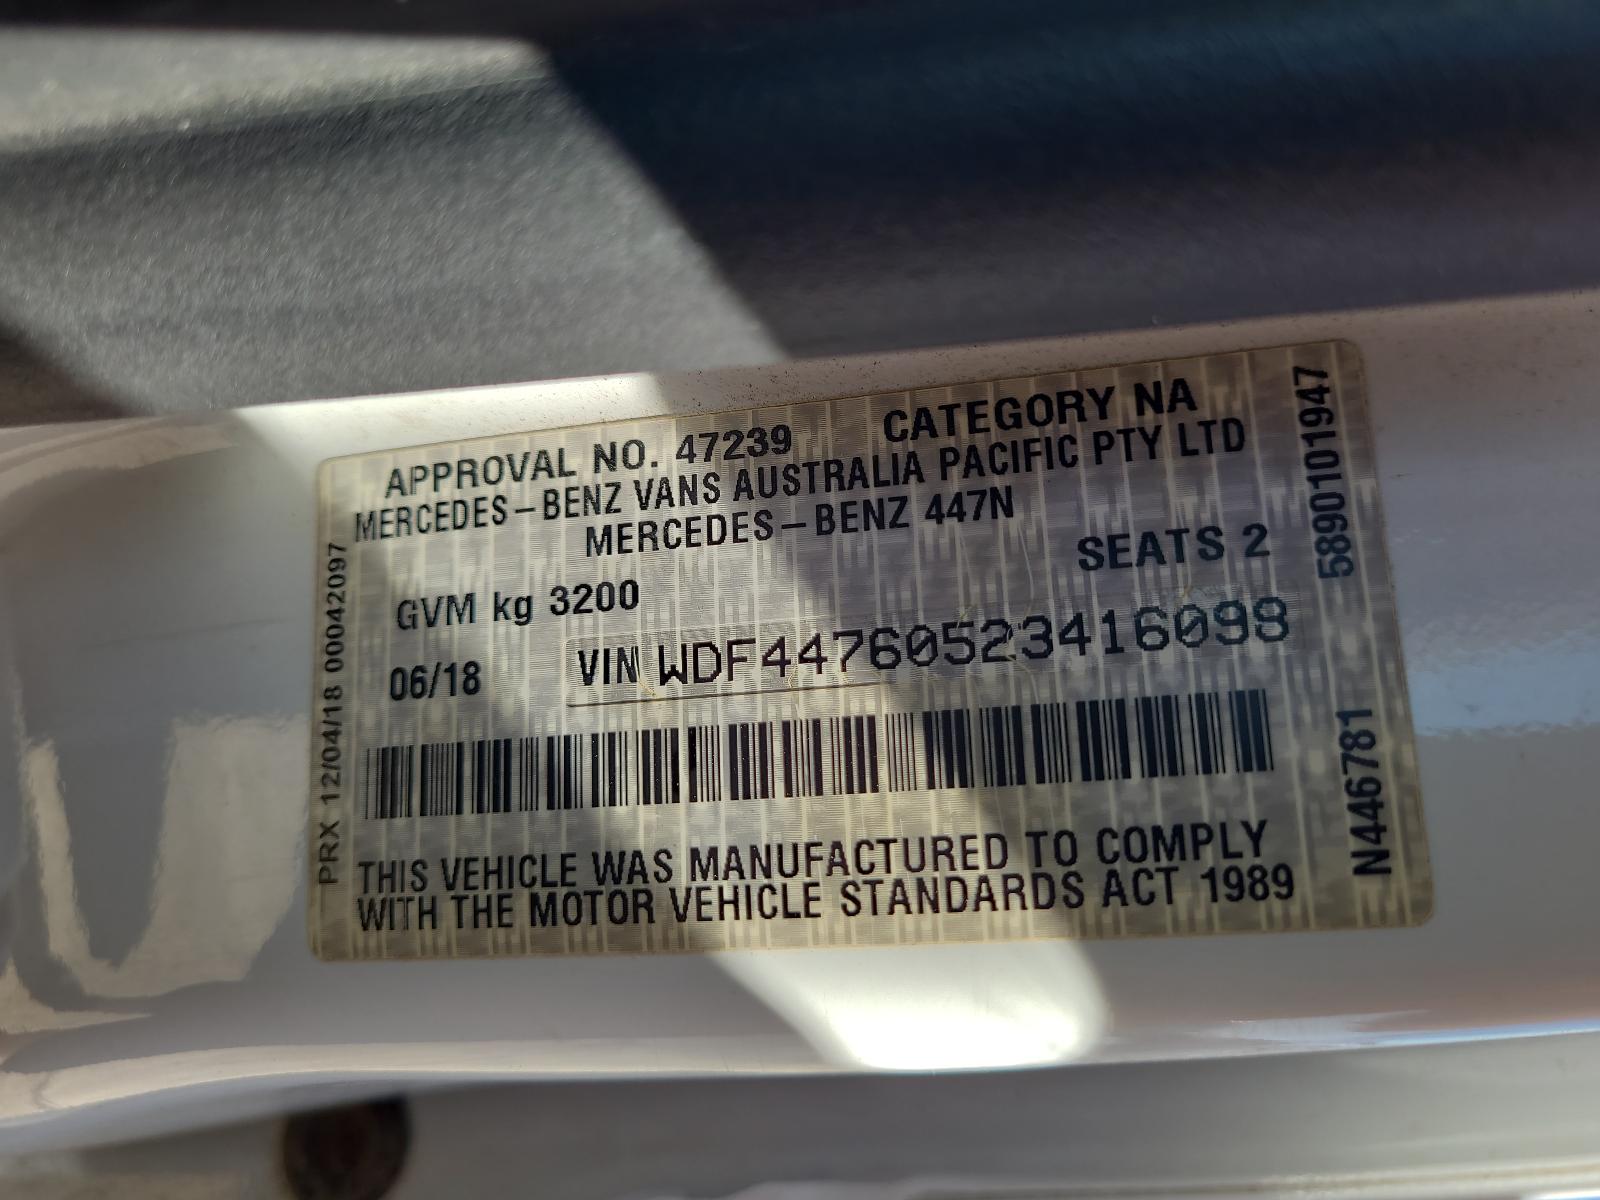 APPROVAL NO. 47239 CATEGORY NA
MERCEDES-BENZ VANS AUSTRALIA PACIFIC PTY LTD
MERCEDES-BENZ 447N
GVM kg 3200 SEATS 2
06/18 VIN WDF44760523416098
THIS VEHICLE WAS MANUFACTURED TO COMPLY
WITH THE MOTOR VEHICLE STANDARDS ACT 1989
PRX 12/04/18 00042097
5890101947
N446781